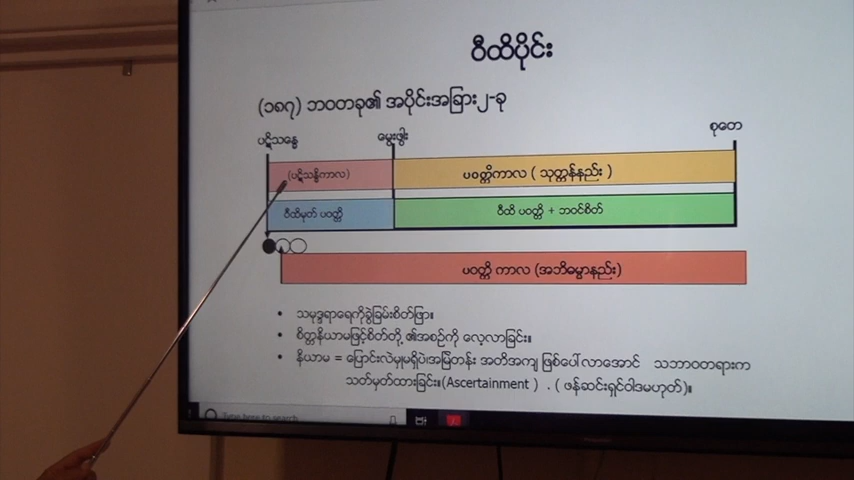 ဝီထိပိုင်း
(၁၈၇) ဘဝတခု၏ အပိုင်းအခြား၂-ခု
ပဋိသန္ဓေ မွေးဖွါး စုတေ
(ပဋိသန္ဓိကာလ) ပဝတ္တိကာလ ( သုတ္တန်နည်း )
ဝီထိမုတ် ပဝတ္တိ ဝီထိ ပဝတ္တိ + ဘဝင်စိတ်
ပဝတ္တိ ကာလ (အဘိဓမ္မာနည်း)
• သမုဒ္ဒရာရေကိုခွဲခြမ်းစိတ်ဖြာ။
• စိတ္တနိယာမဖြင့်စိတ်တို့ ၏အစဉ်ကို လေ့လာခြင်း။
• နိယာမ = ပြောင်းလဲမှုမရှိပဲ၊အမြဲတန်း အတိအကျ ဖြစ်ပေါ်လာအောင် သဘာဝတရားက
သတ်မှတ်ထားခြင်း။(Ascertainment ) . ( ဖန်ဆင်းရှင်ဝါဒမဟုတ်)။
Type here to search